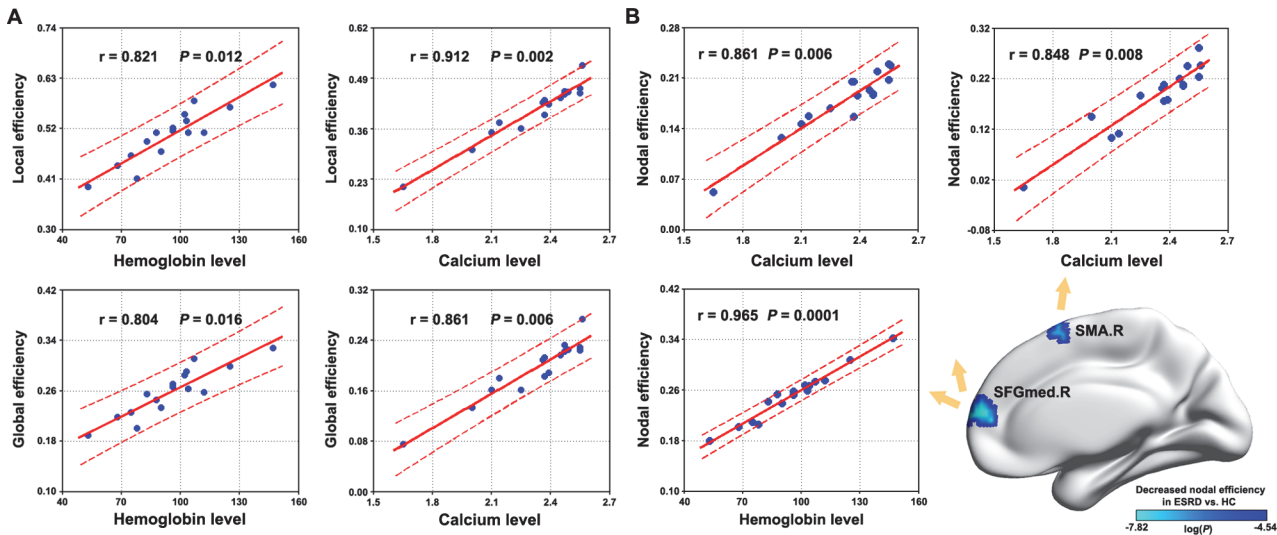 A
B
0.74
0.63
0.52
0.41
0.30
Local efficiency
r = 0.821 P = 0.012
40 70 100 130 160
Hemoglobin level
0.62
0.49
0.36
0.23
0.10
Local efficiency
r = 0.912 P = 0.002
1.5 1.8 2.1 2.4 2.7
Calcium level
0.28
0.21
0.14
0.07
0.00
Nodal efficiency
r = 0.861 P = 0.006
1.5 1.8 2.1 2.4 2.7
Calcium level
0.32
0.22
0.12
0.02
-0.08
Nodal efficiency
r = 0.848 P = 0.008
1.5 1.8 2.1 2.4 2.7
Calcium level
0.42
0.34
0.26
0.18
0.10
Global efficiency
r = 0.804 P = 0.016
40 70 100 130 160
Hemoglobin level
0.32
0.24
0.16
0.08
0.00
Global efficiency
r = 0.861 P = 0.006
1.5 1.8 2.1 2.4 2.7
Calcium level
0.42
0.34
0.26
0.18
0.10
Nodal efficiency
r = 0.965 P = 0.0001
40 70 100 130 160
Hemoglobin level
SMA.R
SFGmed.R
Decreased nodal efficiency
in ESRD vs. HC
-7.82 -4.54
log(P)